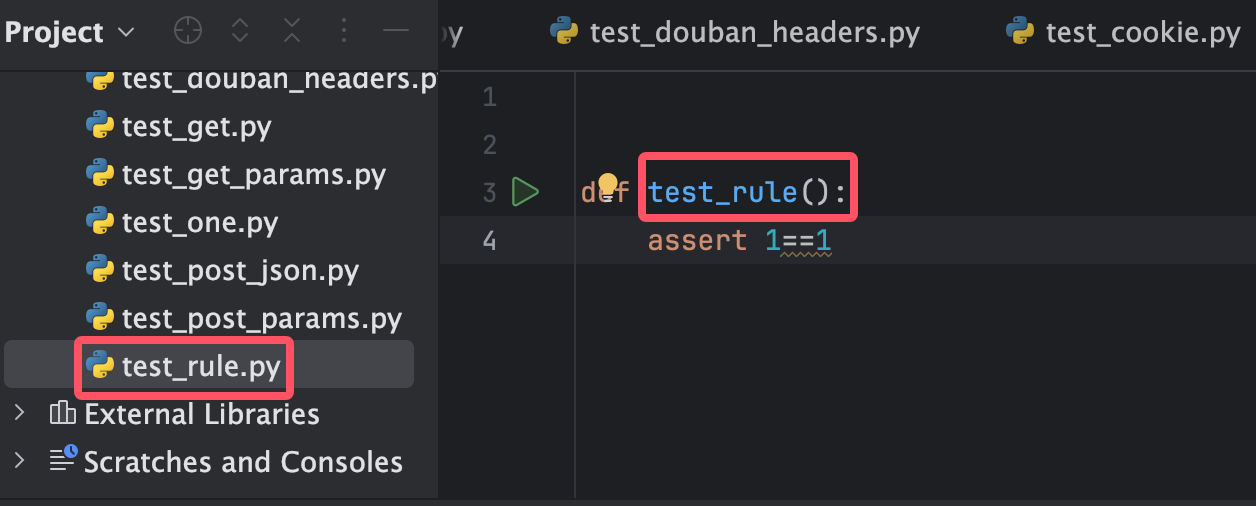 Project
py
test_douban_headers.py
test_cookie.py
test_douban_headers.p
test_get.py
test_get_params.py
test_one.py
test_post_json.py
test_post_params.py
test_rule.py
External Libraries
Scratches and Consoles
1
2
3 def test_rule():
4 assert 1==1